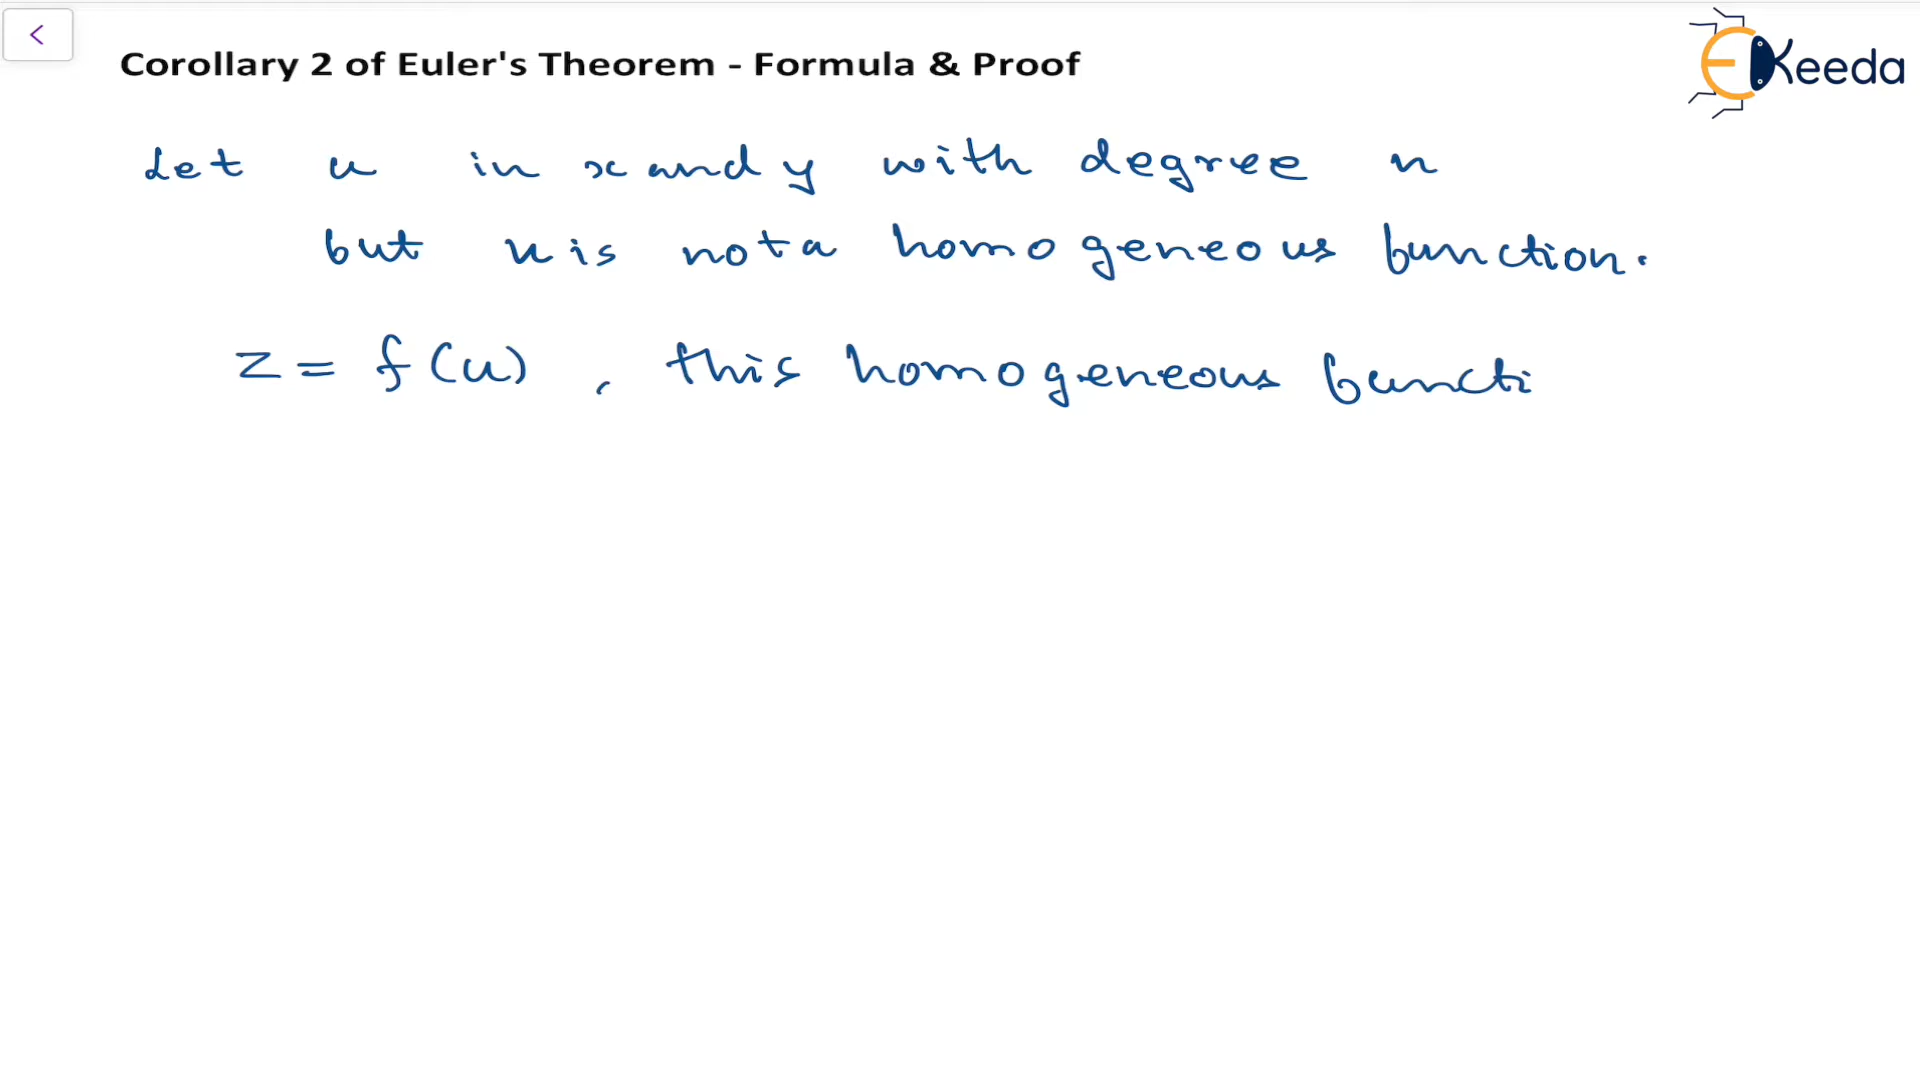 Corollary 2 of Euler's Theorem - Formula & Proof
EKeeda
Let u in x and y with degree n
but u is not a homogeneous function.
z = f(u) , this homogeneous functi